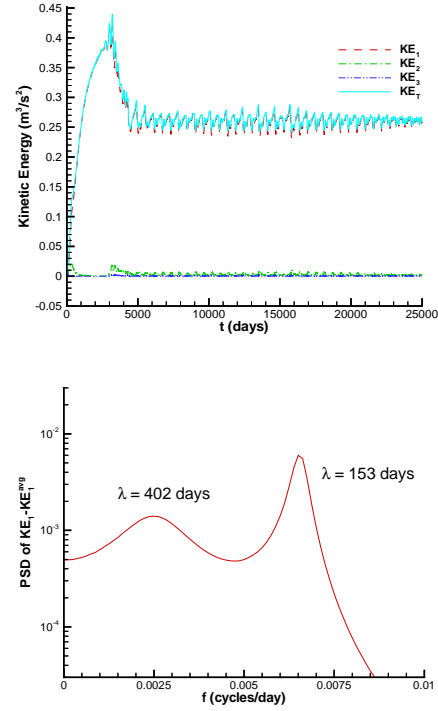 Kinetic Energy (m³/s²)
0.45
0.4
0.35
0.3
0.25
0.2
0.15
0.1
0.05
0
-0.05
0 5000 10000 15000 20000 25000
t (days)
KE₁
KE₂
KE₃
KE_T
PSD of KE₁-KE₁^avg
10⁻²
10⁻³
10⁻⁴
λ = 402 days
λ = 153 days
0 0.0025 0.005 0.0075 0.01
f (cycles/day)